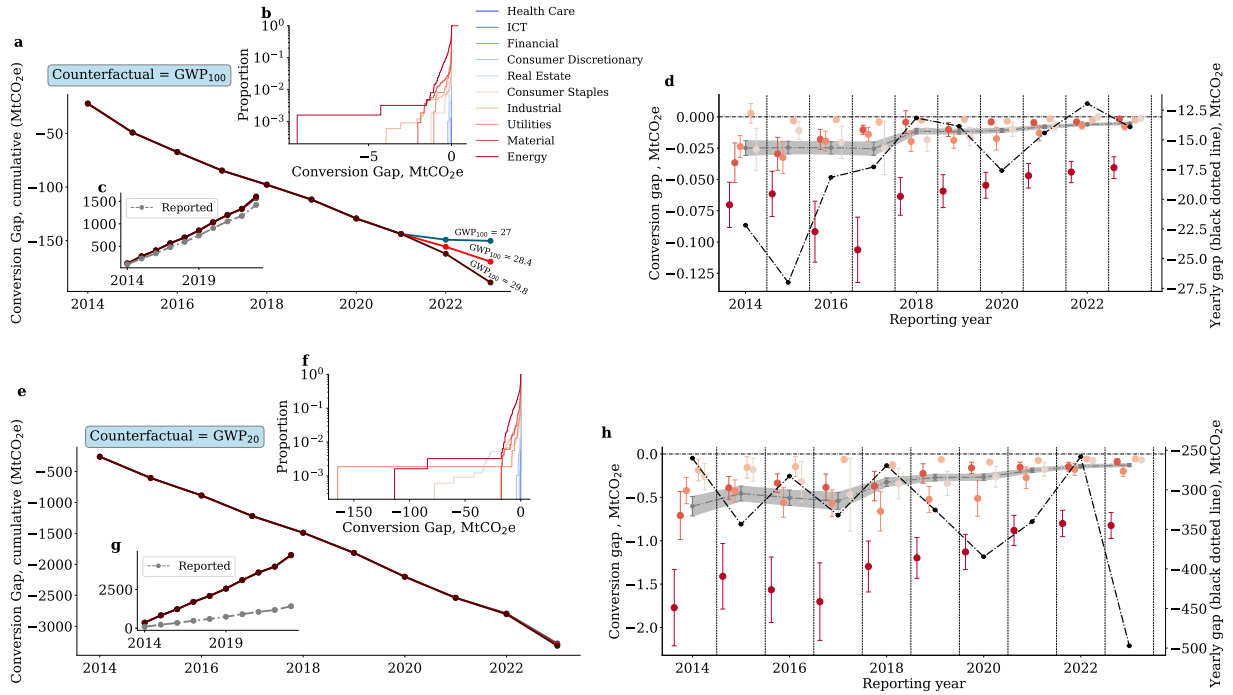 a
Counterfactual = GWP100
Conversion Gap, cumulative (MtCO2e)
−50
−100
−150
2014
2016
2018
2020
2022
GWP100 = 27
GWP100 = 28.4
GWP100 = 29.8
b
Proportion
10^0
10^−1
10^−2
10^−3
−5
0
Conversion Gap, MtCO2e
Health Care
ICT
Financial
Consumer Discretionary
Real Estate
Consumer Staples
Industrial
Utilities
Material
Energy
c
Reported
1500
1000
500
2014
2019
d
Conversion gap, MtCO2e
0.000
−0.025
−0.050
−0.075
−0.100
−0.125
2014
2016
2018
2020
2022
Reporting year
−12.5
−15.0
−17.5
−20.0
−22.5
−25.0
−27.5
Yearly gap (black dotted line), MtCO2e
e
Counterfactual = GWP20
Conversion Gap, cumulative (MtCO2e)
−500
−1000
−1500
−2000
−2500
−3000
2014
2016
2018
2020
2022
f
Proportion
10^0
10^−1
10^−2
10^−3
−150
−100
−50
0
Conversion Gap, MtCO2e
g
Reported
2500
0
2014
2019
h
Conversion gap , MtCO2e
0.0
−0.5
−1.0
−1.5
−2.0
2014
2016
2018
2020
2022
Reporting year
−250
−300
−350
−400
−450
−500
Yearly gap (black dotted line), MtCO2e